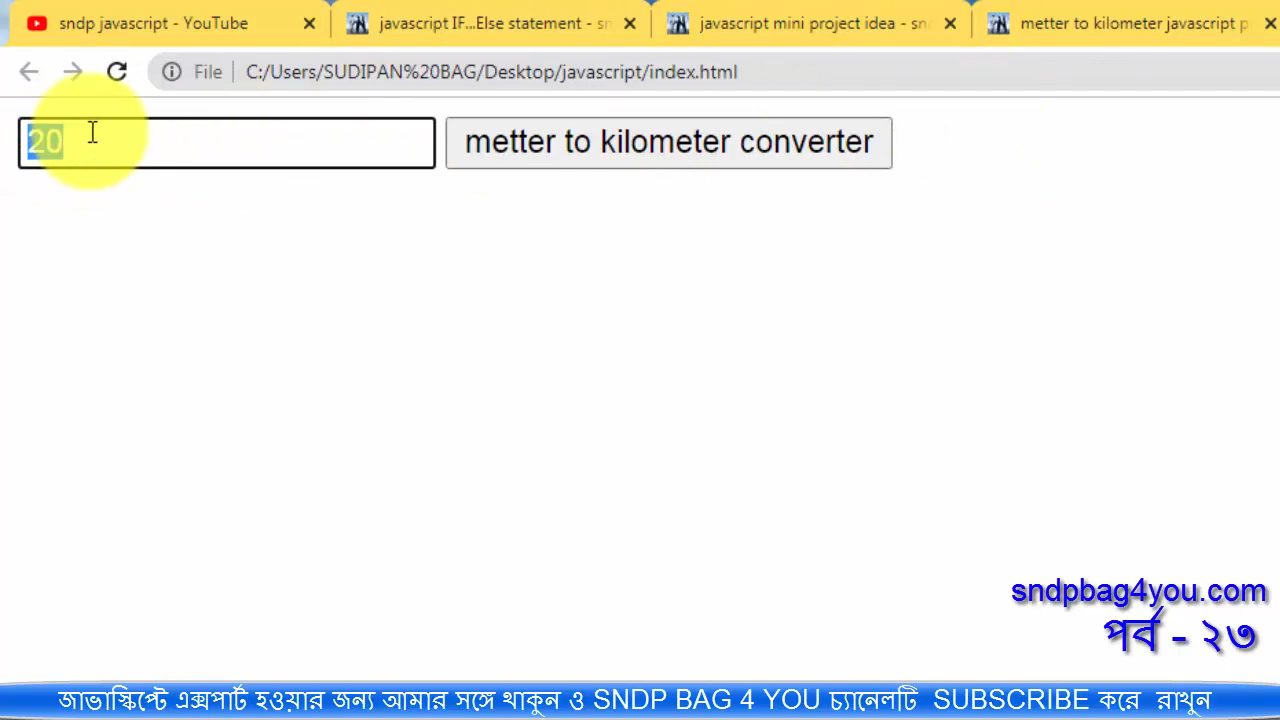 sndp javascript - YouTube
javascript IF...Else statement - sn
javascript mini project idea - sn
metter to kilometer javascript p
File
C:/Users/SUDIPAN%20BAG/Desktop/javascript/index.html
20
metter to kilometer converter
sndpbag4you.com
পর্ব - ২৩
জাভাস্ক্রিপ্টে এক্সপার্ট হওয়ার জন্য আমার সঙ্গে থাকুন ও SNDP BAG 4 YOU চ্যানেলটি SUBSCRIBE করে রাখুন